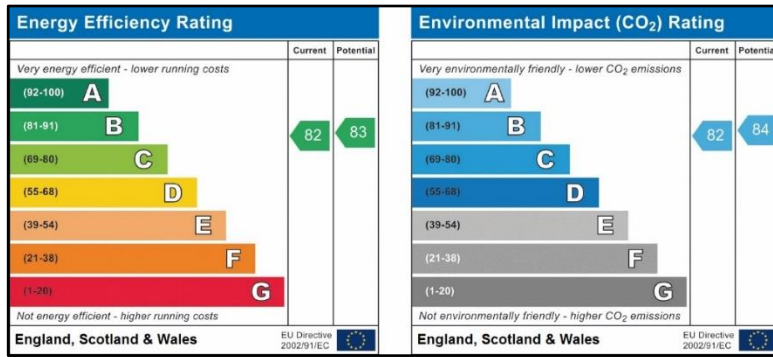 Energy Efficiency Rating
Current Potential
Very energy efficient - lower running costs
(92-100) A
(81-91) B
82 83
(69-80) C
(55-68) D
(39-54) E
(21-38) F
(1-20) G
Not energy efficient - higher running costs
England, Scotland & Wales
EU Directive
2002/91/EC
Environmental Impact (CO₂) Rating
Current Potential
Very environmentally friendly - lower CO₂ emissions
(92-100) A
(81-91) B
82 84
(69-80) C
(55-68) D
(39-54) E
(21-38) F
(1-20) G
Not environmentally friendly - higher CO₂ emissions
England, Scotland & Wales
EU Directive
2002/91/EC